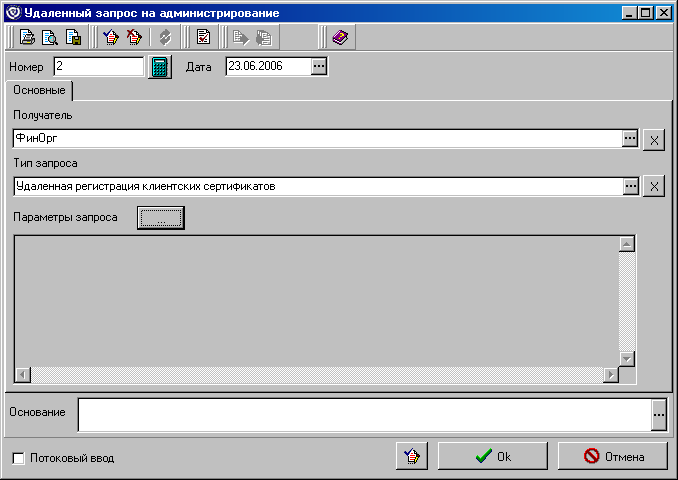 Удаленный запрос на администрирование
Номер 2 Дата 23.06.2006 ...
Основные
Получатель
ФинОрг ... X
Тип запроса
Удаленная регистрация клиентских сертификатов ... X
Параметры запроса ...
Основание ...
Потоковый ввод Ok Отмена